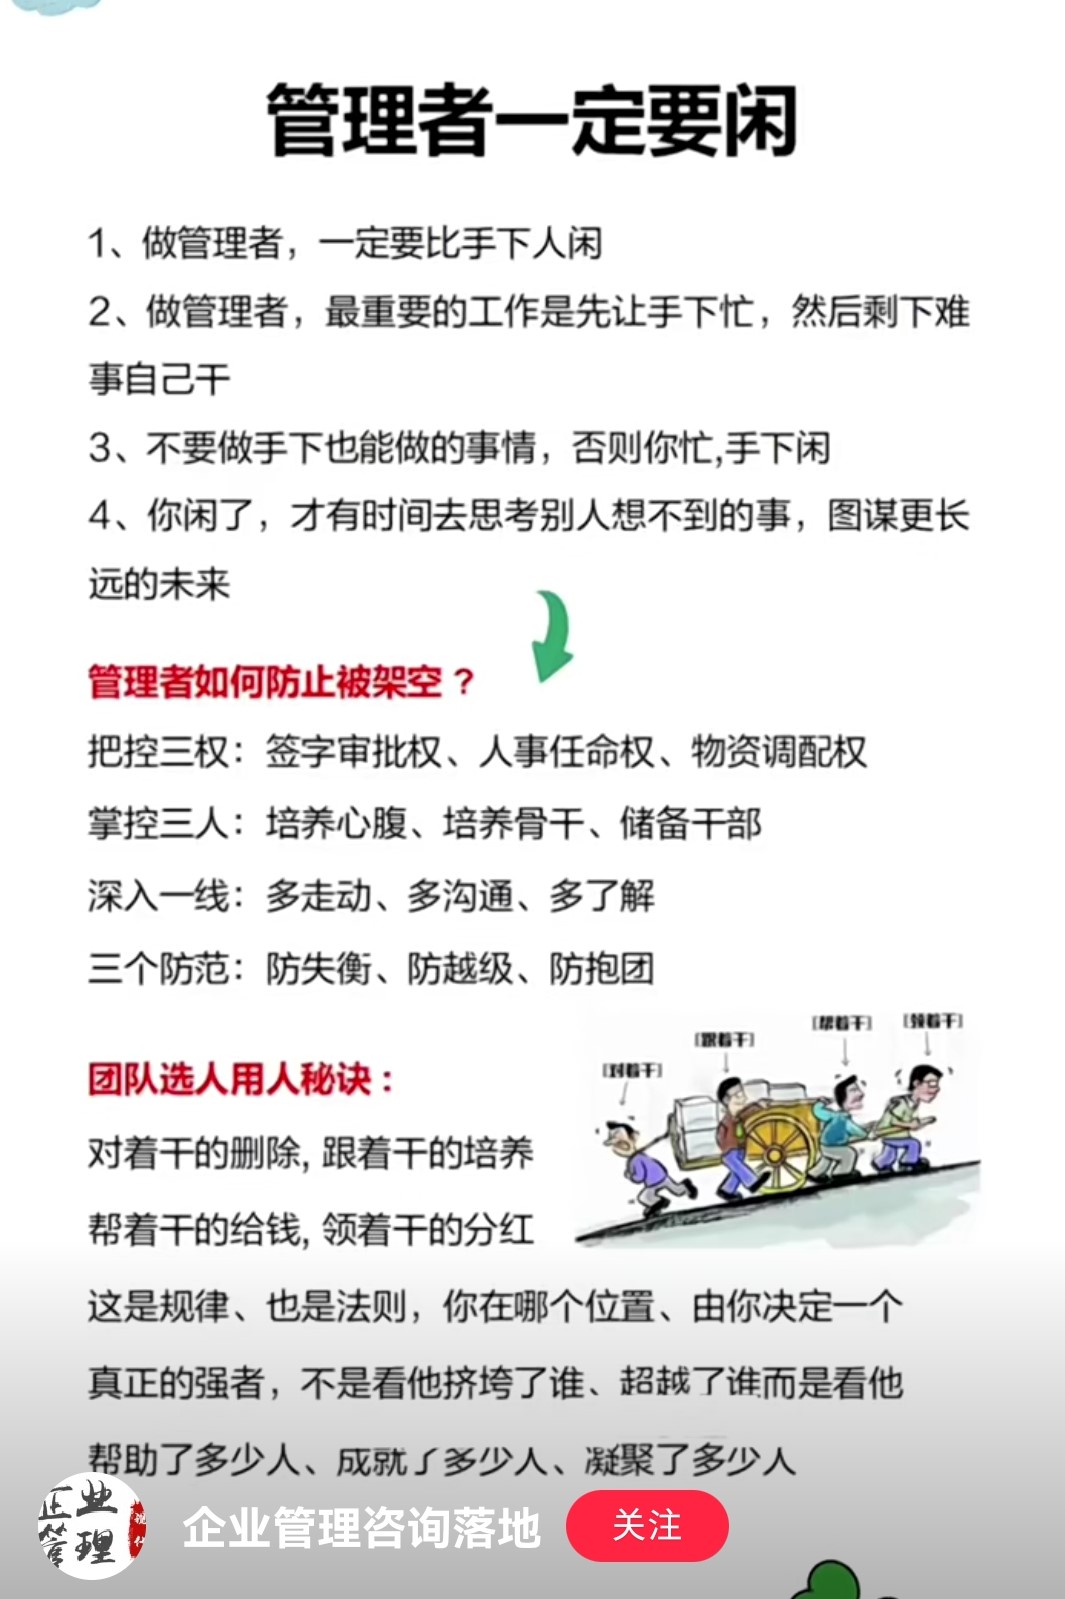 管理者一定要闲
1、做管理者，一定要比手下人闲
2、做管理者，最重要的工作是先让手下忙，然后剩下难
事自己干
3、不要做手下也能做的事情，否则你忙,手下闲
4、你闲了，才有时间去思考别人想不到的事，图谋更长
远的未来
管理者如何防止被架空？
把控三权：签字审批权、人事任命权、物资调配权
掌控三人：培养心腹、培养骨干、储备干部
深入一线：多走动、多沟通、多了解
三个防范：防失衡、防越级、防抱团
团队选人用人秘诀：
[对着干]
[跟着干]
[帮着干]
[领着干]
对着干的删除, 跟着干的培养
帮着干的给钱, 领着干的分红
这是规律、也是法则，你在哪个位置、由你决定一个
真正的强者，不是看他挤垮了谁、超越了谁而是看他
帮助了多少人、成就了多少人、凝聚了多少人
企业管理
企业管理咨询落地
关注